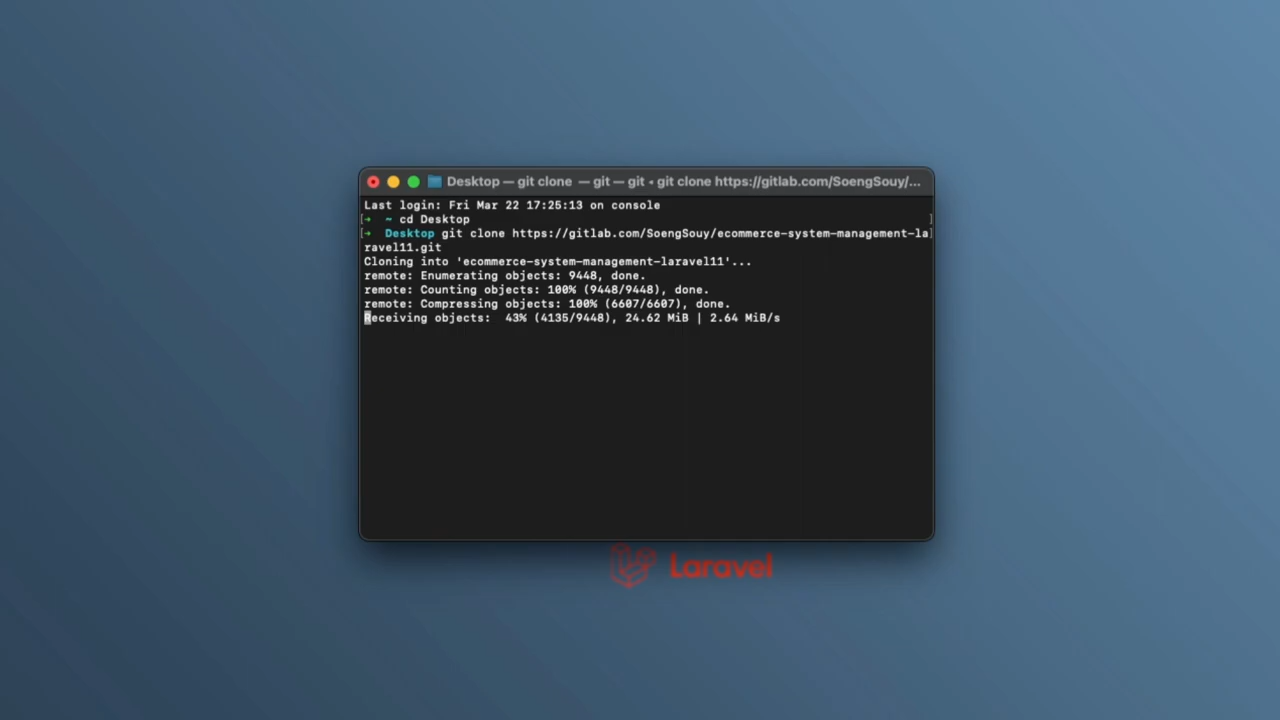 Desktop — git clone — git — git ◂ git clone https://gitlab.com/SoengSouy/...
Last login: Fri Mar 22 17:25:13 on console
[→ ~ cd Desktop ]
[→ Desktop git clone https://gitlab.com/SoengSouy/ecommerce-system-management-la]
ravel11.git
Cloning into 'ecommerce-system-management-laravel11'...
remote: Enumerating objects: 9448, done.
remote: Counting objects: 100% (9448/9448), done.
remote: Compressing objects: 100% (6607/6607), done.
Receiving objects:  43% (4135/9448), 24.62 MiB | 2.64 MiB/s
Laravel